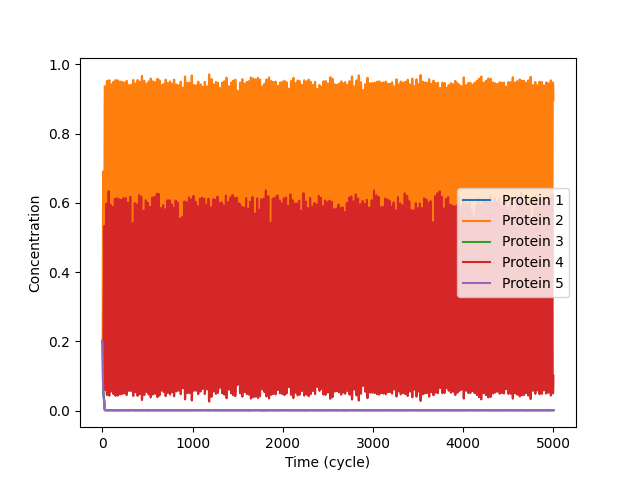 1.0
0.8
0.6
0.4
0.2
0.0
Concentration
Protein 1
Protein 2
Protein 3
Protein 4
Protein 5
0 1000 2000 3000 4000 5000
Time (cycle)